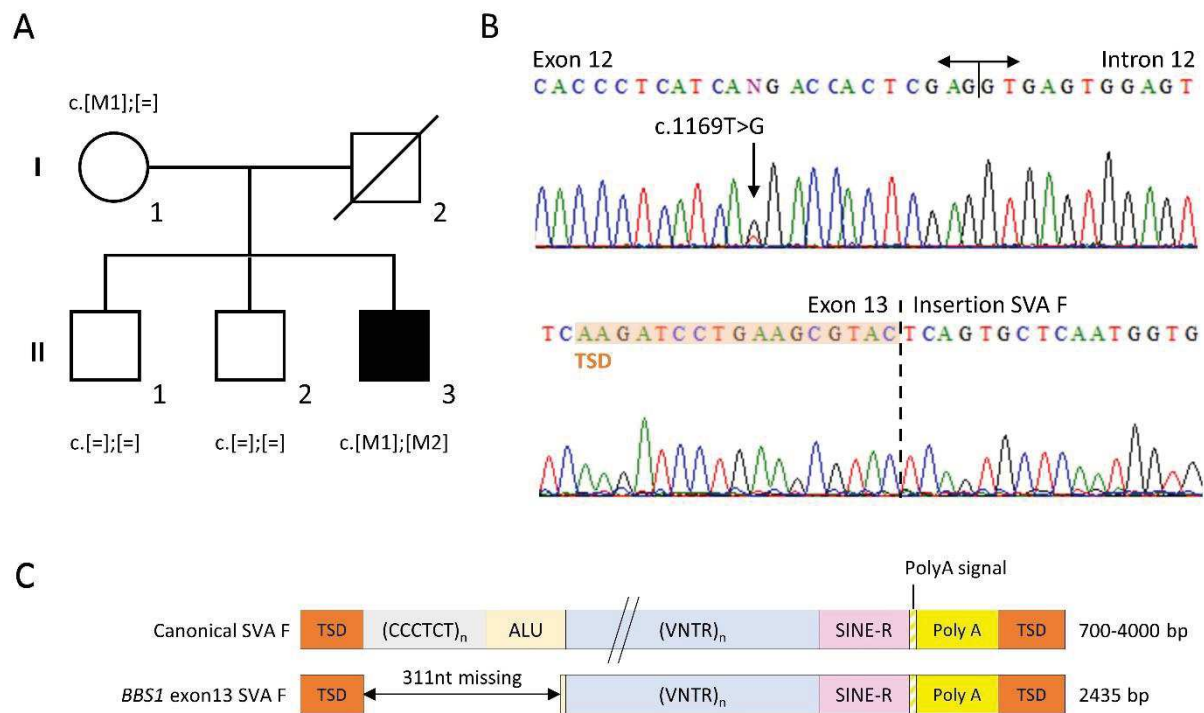 A
c.[M1];[=]
I
1
2
II
1
2
3
c.[=];[=]
c.[=];[=]
c.[M1];[M2]
B
Exon 12
Intron 12
CACCCTCATCANGACCACTCGAGGTGAGTGGAGT
c.1169T>G
Exon 13
Insertion SVA F
TCAAGATCCTGAAGCGTACTCAGTGCTCAATGGTG
TSD
C
PolyA signal
Canonical SVA F
TSD
(CCCTCT)n
ALU
(VNTR)n
SINE-R
Poly A
TSD
700-4000 bp
BBS1 exon13 SVA F
TSD
311nt missing
(VNTR)n
SINE-R
Poly A
TSD
2435 bp